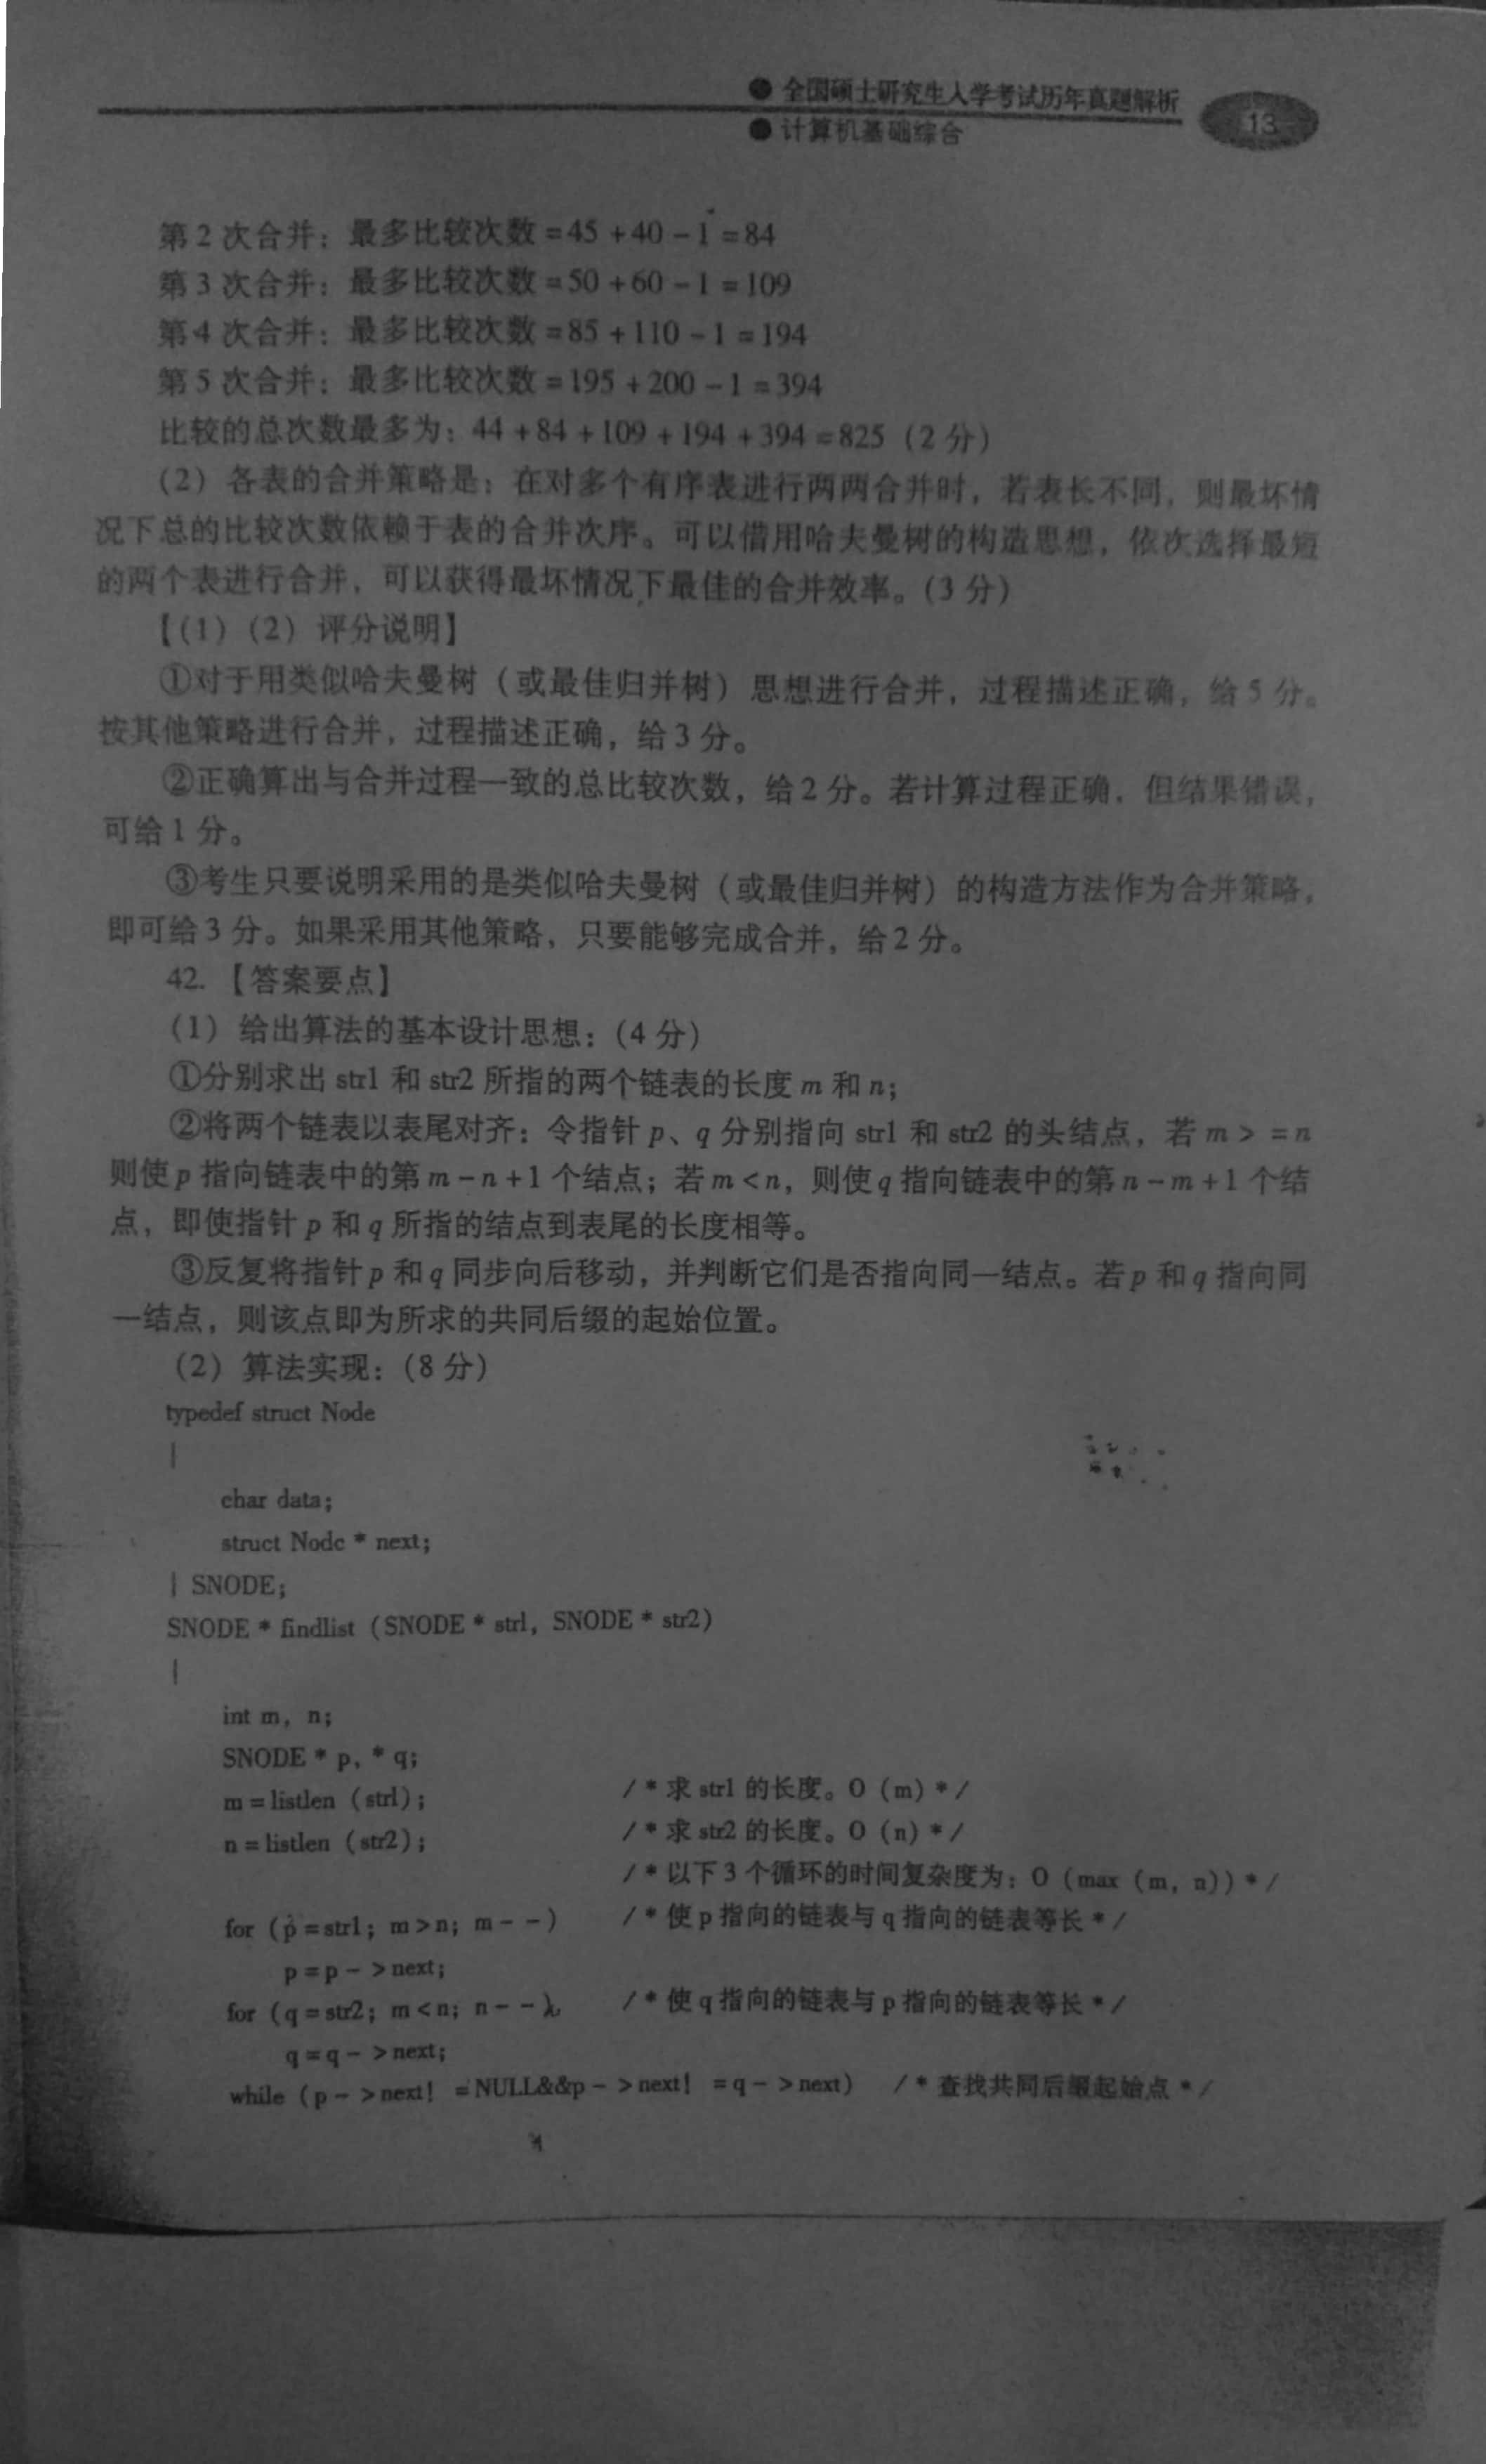 ● 全国硕士研究生入学考试历年真题解析
● 计算机基础综合
13
第2次合并：最多比较次数=45+40-1=84
第3次合并：最多比较次数=50+60-1=109
第4次合并：最多比较次数=85+110-1=194
第5次合并：最多比较次数=195+200-1=394
比较的总次数最多为：44+84+109+194+394=825（2分）
（2）各表的合并策略是：在对多个有序表进行两两合并时，若表长不同，则最坏情
况下总的比较次数依赖于表的合并次序。可以借用哈夫曼树的构造思想，依次选择最短
的两个表进行合并，可以获得最坏情况下最佳的合并效率。（3分）
【（1）（2）评分说明】
①对于用类似哈夫曼树（或最佳归并树）思想进行合并，过程描述正确，给5分。
按其他策略进行合并，过程描述正确，给3分。
②正确算出与合并过程一致的总比较次数，给2分。若计算过程正确，但结果错误，
可给1分。
③考生只要说明采用的是类似哈夫曼树（或最佳归并树）的构造方法作为合并策略，
即可给3分。如果采用其他策略，只要能够完成合并，给2分。
42.【答案要点】
（1）给出算法的基本设计思想：（4分）
①分别求出 str1 和 str2 所指的两个链表的长度 m 和 n；
②将两个链表以表尾对齐：令指针 p、q 分别指向 str1 和 str2 的头结点，若 m > = n
则使 p 指向链表中的第 m-n+1 个结点；若 m<n，则使 q 指向链表中的第 n-m+1 个结
点，即使指针 p 和 q 所指的结点到表尾的长度相等。
③反复将指针 p 和 q 同步向后移动，并判断它们是否指向同一结点。若 p 和 q 指向同
一结点，则该点即为所求的共同后缀的起始位置。
（2）算法实现：（8分）
typedef struct Node
{
char data;
struct Node * next;
} SNODE;
SNODE * findlist (SNODE * str1, SNODE * str2)
{
int m, n;
SNODE * p, * q;
m = listlen (str1); / * 求 str1 的长度。O (m) * /
n = listlen (str2); / * 求 str2 的长度。O (n) * /
/ * 以下3个循环的时间复杂度为：O (max (m, n)) * /
for (p = str1; m > n; m - - ) / * 使 p 指向的链表与 q 指向的链表等长 * /
p = p - > next;
for (q = str2; m < n; n - - ) / * 使 q 指向的链表与 p 指向的链表等长 * /
q = q - > next;
while (p - > next! = NULL&&p - > next! = q - > next) / * 查找共同后缀起始点 * /